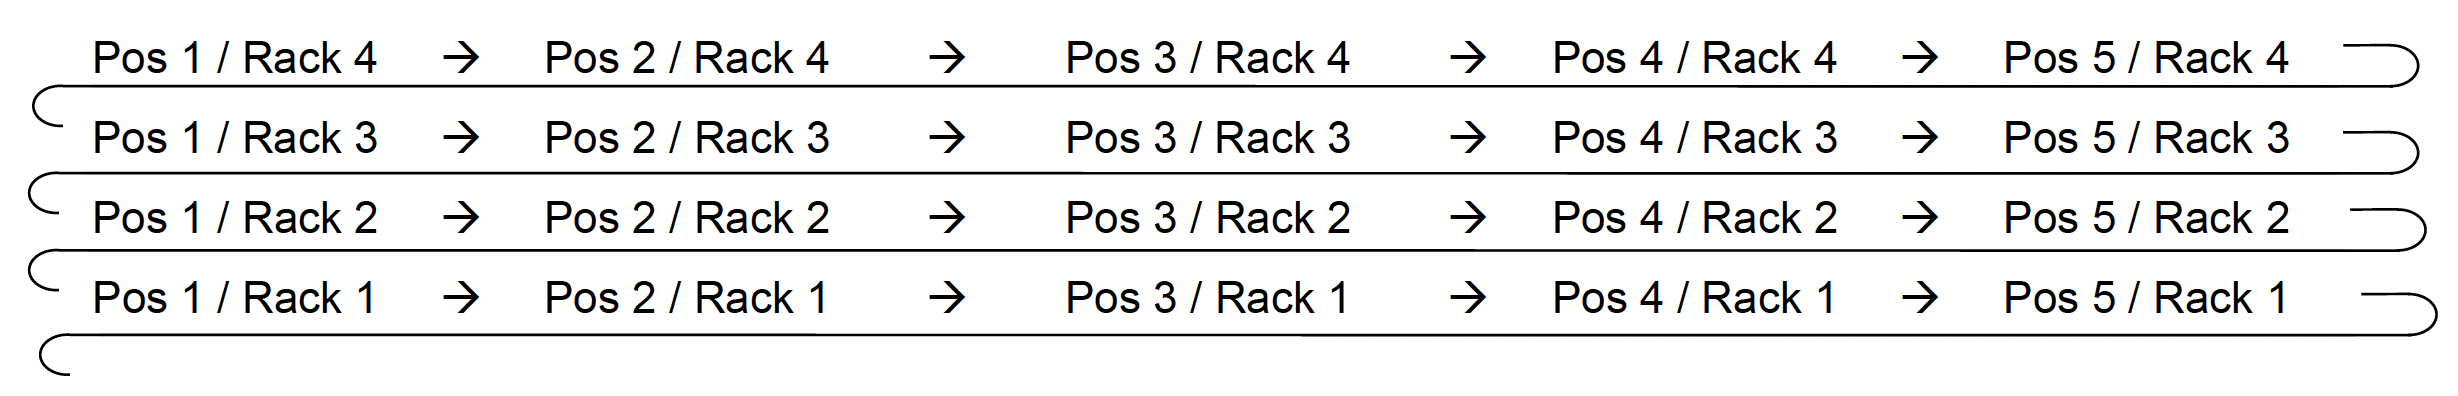 Pos 1 / Rack 4 → Pos 2 / Rack 4 → Pos 3 / Rack 4 → Pos 4 / Rack 4 → Pos 5 / Rack 4
Pos 1 / Rack 3 → Pos 2 / Rack 3 → Pos 3 / Rack 3 → Pos 4 / Rack 3 → Pos 5 / Rack 3
Pos 1 / Rack 2 → Pos 2 / Rack 2 → Pos 3 / Rack 2 → Pos 4 / Rack 2 → Pos 5 / Rack 2
Pos 1 / Rack 1 → Pos 2 / Rack 1 → Pos 3 / Rack 1 → Pos 4 / Rack 1 → Pos 5 / Rack 1